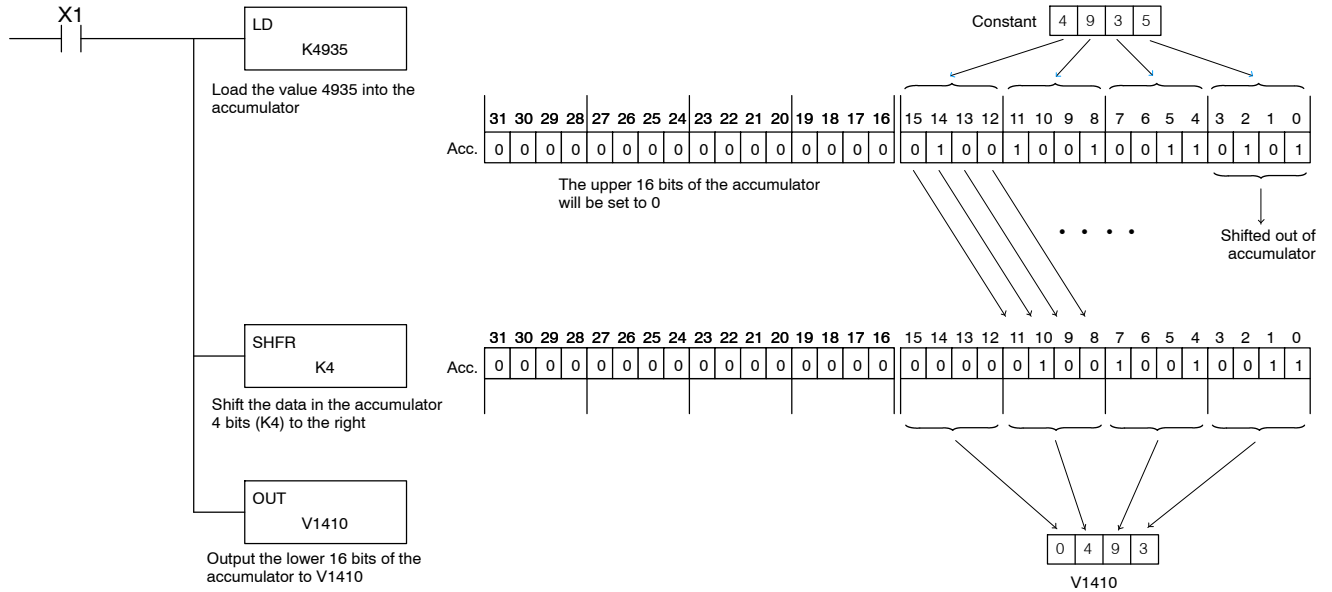 X1
LD
K4935
Load the value 4935 into the
accumulator
Constant 4 9 3 5
31 30 29 28 27 26 25 24 23 22 21 20 19 18 17 16 15 14 13 12 11 10 9 8 7 6 5 4 3 2 1 0
Acc. 0 0 0 0 0 0 0 0 0 0 0 0 0 0 0 0 0 1 0 0 1 0 0 1 0 0 1 1 0 1 0 1
The upper 16 bits of the accumulator
will be set to 0
Shifted out of
accumulator
SHFR
K4
Shift the data in the accumulator
4 bits (K4) to the right
31 30 29 28 27 26 25 24 23 22 21 20 19 18 17 16 15 14 13 12 11 10 9 8 7 6 5 4 3 2 1 0
Acc. 0 0 0 0 0 0 0 0 0 0 0 0 0 0 0 0 0 0 0 0 0 1 0 0 1 0 0 1 0 0 1 1
OUT
V1410
Output the lower 16 bits of the
accumulator to V1410
0 4 9 3
V1410